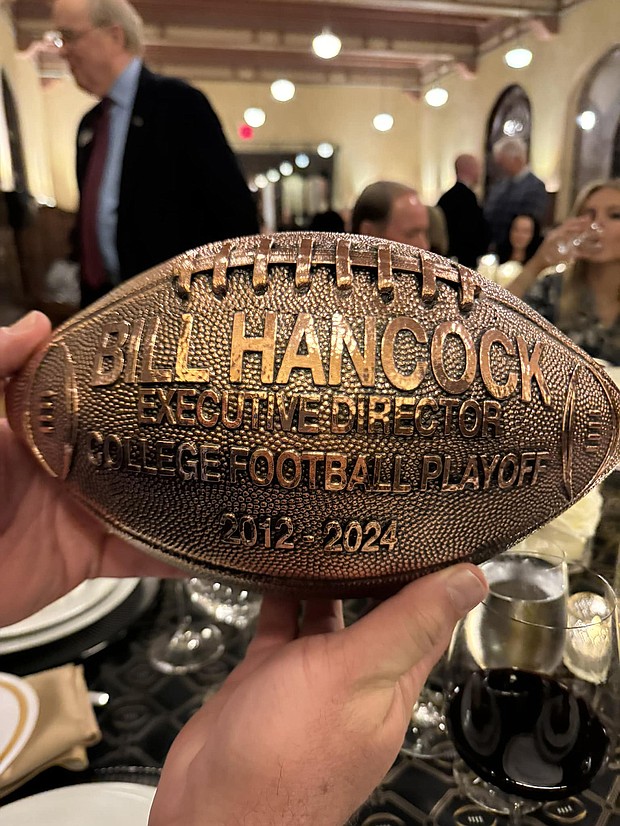 BILL HANCOCK
EXECUTIVE DIRECTOR
COLLEGE FOOTBALL PLAYOFF
2012 - 2024